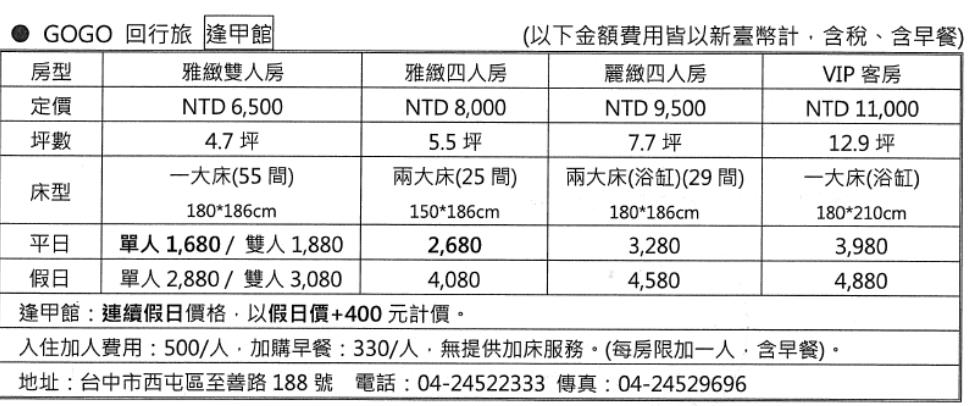 ● GOGO 回行旅 逢甲館 (以下金額費用皆以新臺幣計，含稅、含早餐)
房型 雅緻雙人房 雅緻四人房 麗緻四人房 VIP 客房
定價 NTD 6,500 NTD 8,000 NTD 9,500 NTD 11,000
坪數 4.7 坪 5.5 坪 7.7 坪 12.9 坪
床型 一大床(55 間) 兩大床(25 間) 兩大床(浴缸)(29 間) 一大床(浴缸)
180*186cm 150*186cm 180*186cm 180*210cm
平日 單人 1,680 / 雙人 1,880 2,680 3,280 3,980
假日 單人 2,880 / 雙人 3,080 4,080 4,580 4,880
逢甲館：連續假日價格，以假日價+400 元計價。
入住加人費用：500/人，加購早餐：330/人，無提供加床服務。(每房限加一人，含早餐)。
地址：台中市西屯區至善路 188 號 電話：04-24522333 傳真：04-24529696